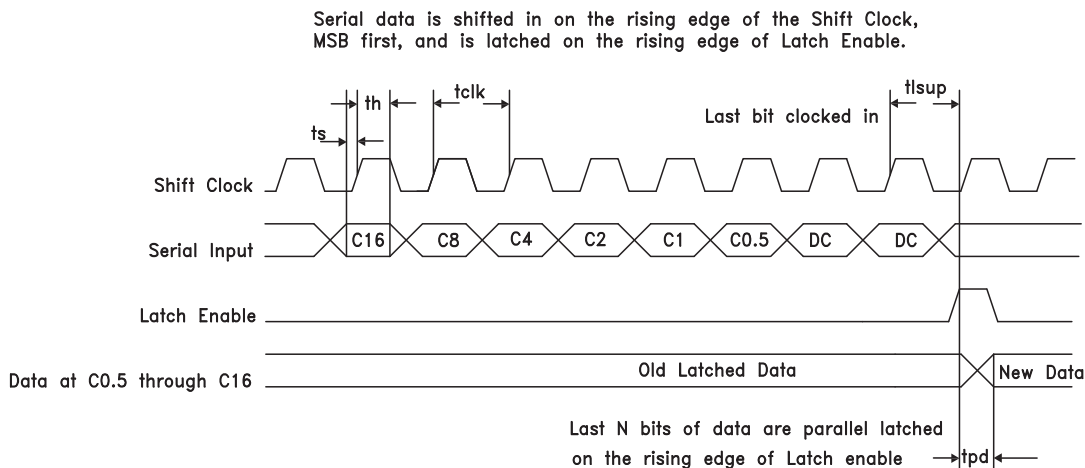 Serial data is shifted in on the rising edge of the Shift Clock,
MSB first, and is latched on the rising edge of Latch Enable.
th
tclk
tlsup
ts
Last bit clocked in
Shift Clock
Serial Input
C16
C8
C4
C2
C1
C0.5
DC
DC
Latch Enable
Data at C0.5 through C16
Old Latched Data
New Data
Last N bits of data are parallel latched
on the rising edge of Latch enable
tpd